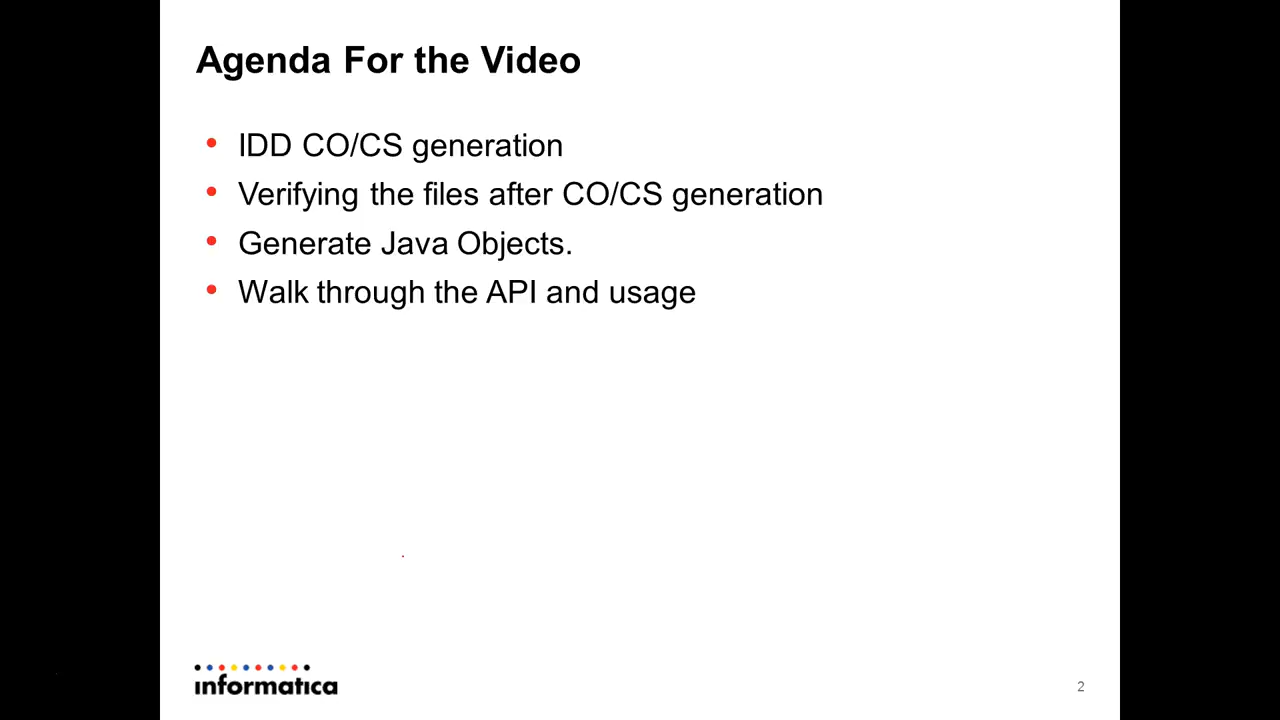 Agenda For the Video
• IDD CO/CS generation
• Verifying the files after CO/CS generation
• Generate Java Objects.
• Walk through the API and usage
informatica
2